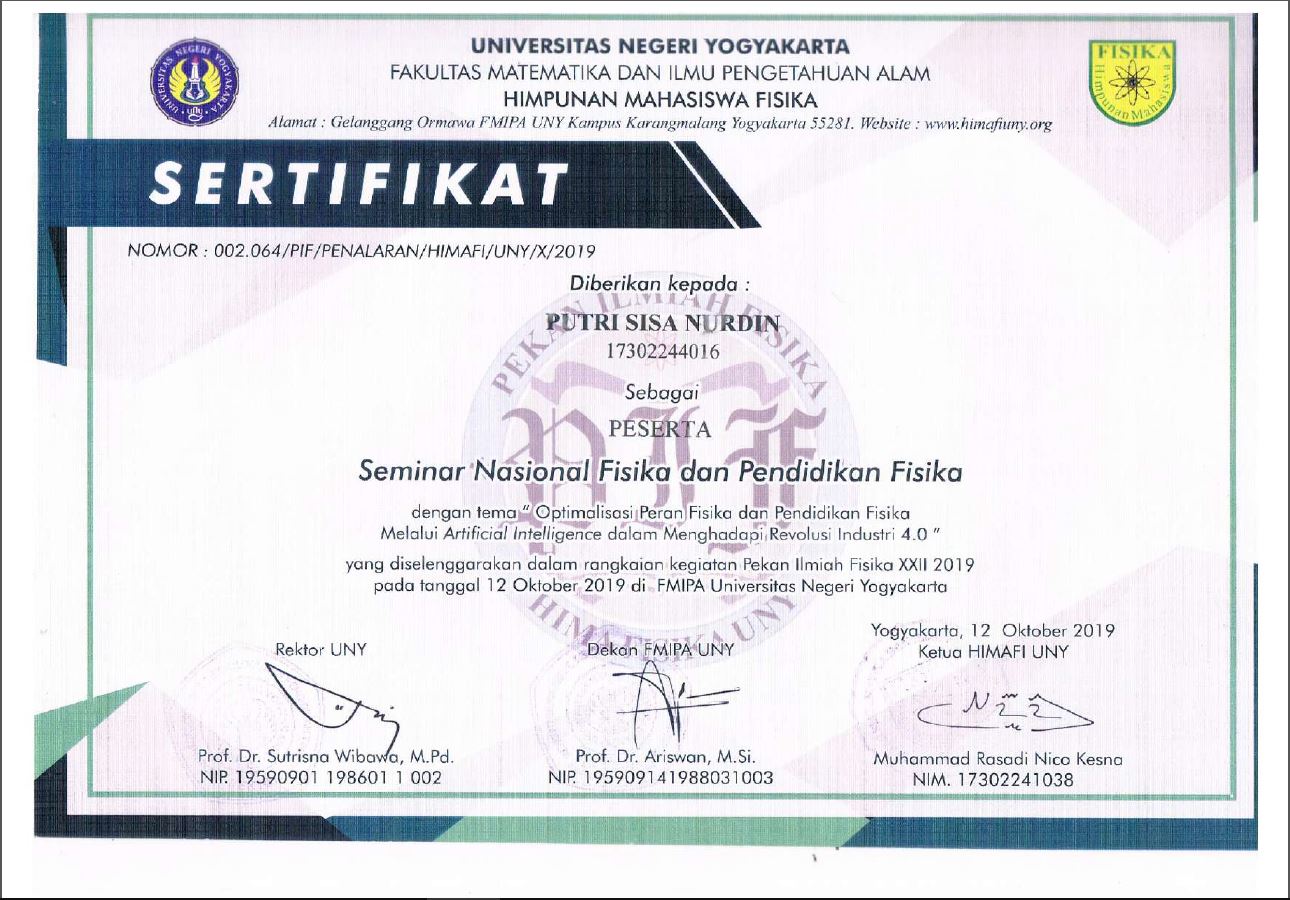 UNIVERSITAS NEGERI YOGYAKARTA
FAKULTAS MATEMATIKA DAN ILMU PENGETAHUAN ALAM
HIMPUNAN MAHASISWA FISIKA
Alamat : Gelanggang Ormawa FMIPA UNY Kampus Karangmalang Yogyakarta 55281. Website : www.himafiuny.org
UNIVERSITAS NEGERI YOGYAKARTA
UNY
FISIKA
Himpunan Mahasiswa
SERTIFIKAT
NOMOR : 002.064/PIF/PENALARAN/HIMAFI/UNY/X/2019
Diberikan kepada :
PUTRI SISA NURDIN
17302244016
Sebagai
PESERTA
Seminar Nasional Fisika dan Pendidikan Fisika
dengan tema “ Optimalisasi Peran Fisika dan Pendidikan Fisika
Melalui Artificial Intelligence dalam Menghadapi Revolusi Industri 4.0 ”
yang diselenggarakan dalam rangkaian kegiatan Pekan Ilmiah Fisika XXII 2019
pada tanggal 12 Oktober 2019 di FMIPA Universitas Negeri Yogyakarta
PEKAN ILMIAH FISIKA
PIF
HIMA FISIKA UNY
Yogyakarta, 12 Oktober 2019
Rektor UNY
Prof. Dr. Sutrisna Wibawa, M.Pd.
NIP. 19590901 198601 1 002
Dekan FMIPA UNY
Prof. Dr. Ariswan, M.Si.
NIP. 195909141988031003
Ketua HIMAFI UNY
Muhammad Rasadi Nico Kesna
NIM. 17302241038